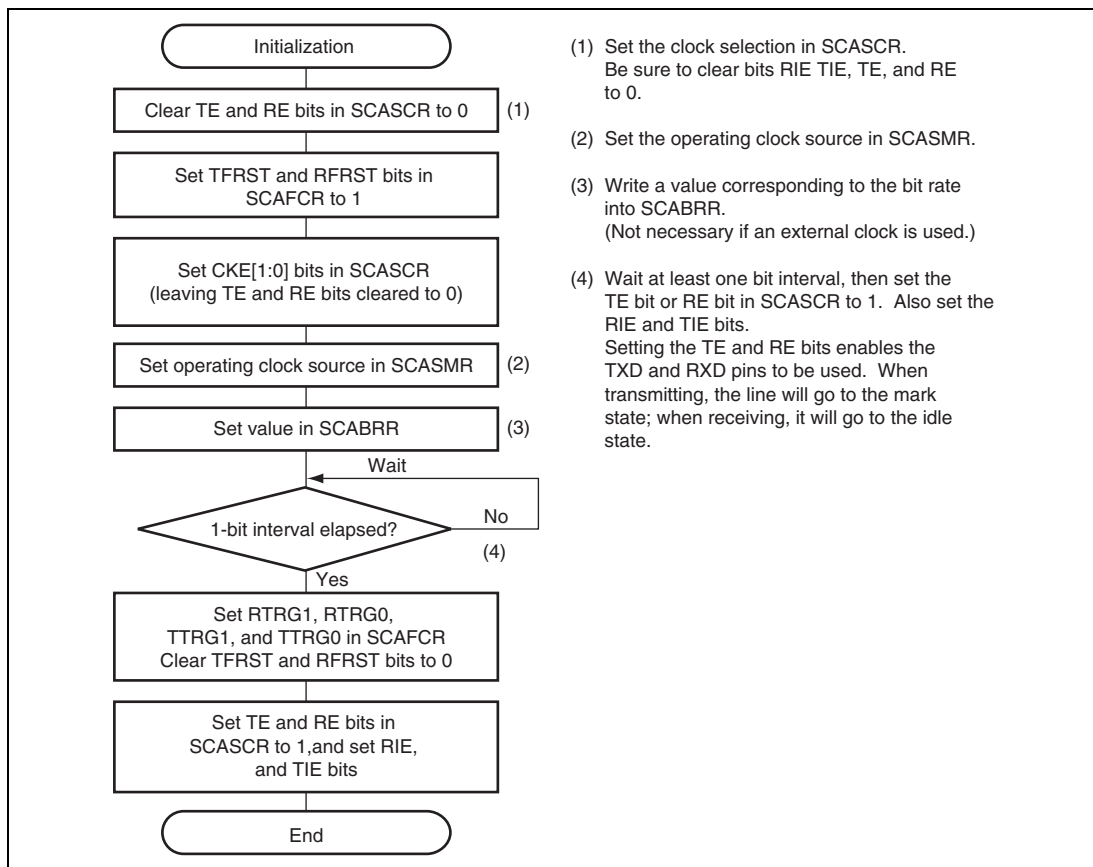 Initialization
Clear TE and RE bits in SCASCR to 0
(1)
Set TFRST and RFRST bits in
SCAFCR to 1
Set CKE[1:0] bits in SCASCR
(leaving TE and RE bits cleared to 0)
Set operating clock source in SCASMR
(2)
Set value in SCABRR
(3)
Wait
1-bit interval elapsed?
No
(4)
Yes
Set RTRG1, RTRG0,
TTRG1, and TTRG0 in SCAFCR
Clear TFRST and RFRST bits to 0
Set TE and RE bits in
SCASCR to 1,and set RIE,
and TIE bits
End
(1) Set the clock selection in SCASCR.
Be sure to clear bits RIE TIE, TE, and RE
to 0.
(2) Set the operating clock source in SCASMR.
(3) Write a value corresponding to the bit rate
into SCABRR.
(Not necessary if an external clock is used.)
(4) Wait at least one bit interval, then set the
TE bit or RE bit in SCASCR to 1. Also set the
RIE and TIE bits.
Setting the TE and RE bits enables the
TXD and RXD pins to be used. When
transmitting, the line will go to the mark
state; when receiving, it will go to the idle
state.